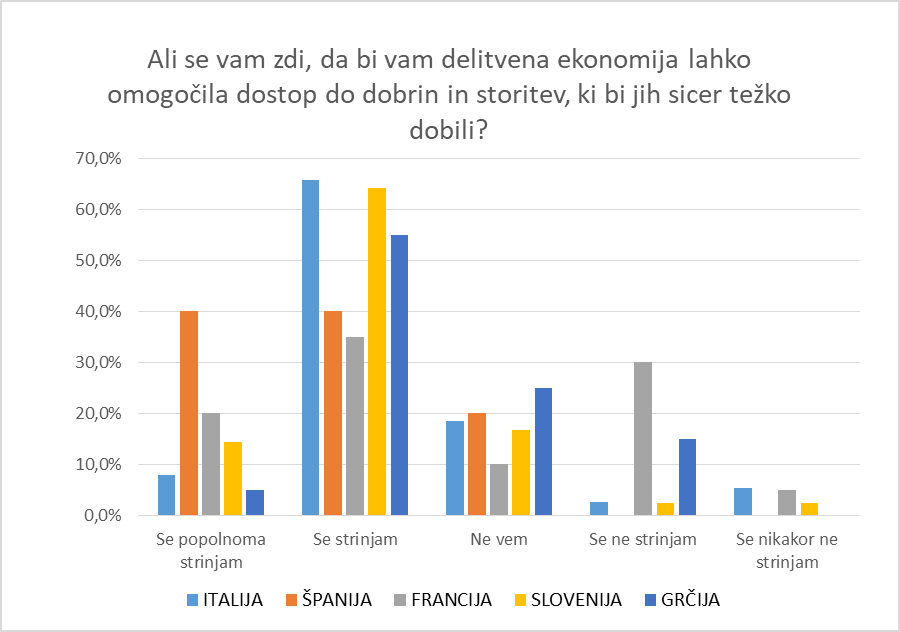 Ali se vam zdi, da bi vam delitvena ekonomija lahko
omogočila dostop do dobrin in storitev, ki bi jih sicer težko
dobili?
70,0%
60,0%
50,0%
40,0%
30,0%
20,0%
10,0%
0,0%
Se popolnoma
strinjam
Se strinjam
Ne vem
Se ne strinjam
Se nikakor ne
strinjam
ITALIJA
ŠPANIJA
FRANCIJA
SLOVENIJA
GRČIJA